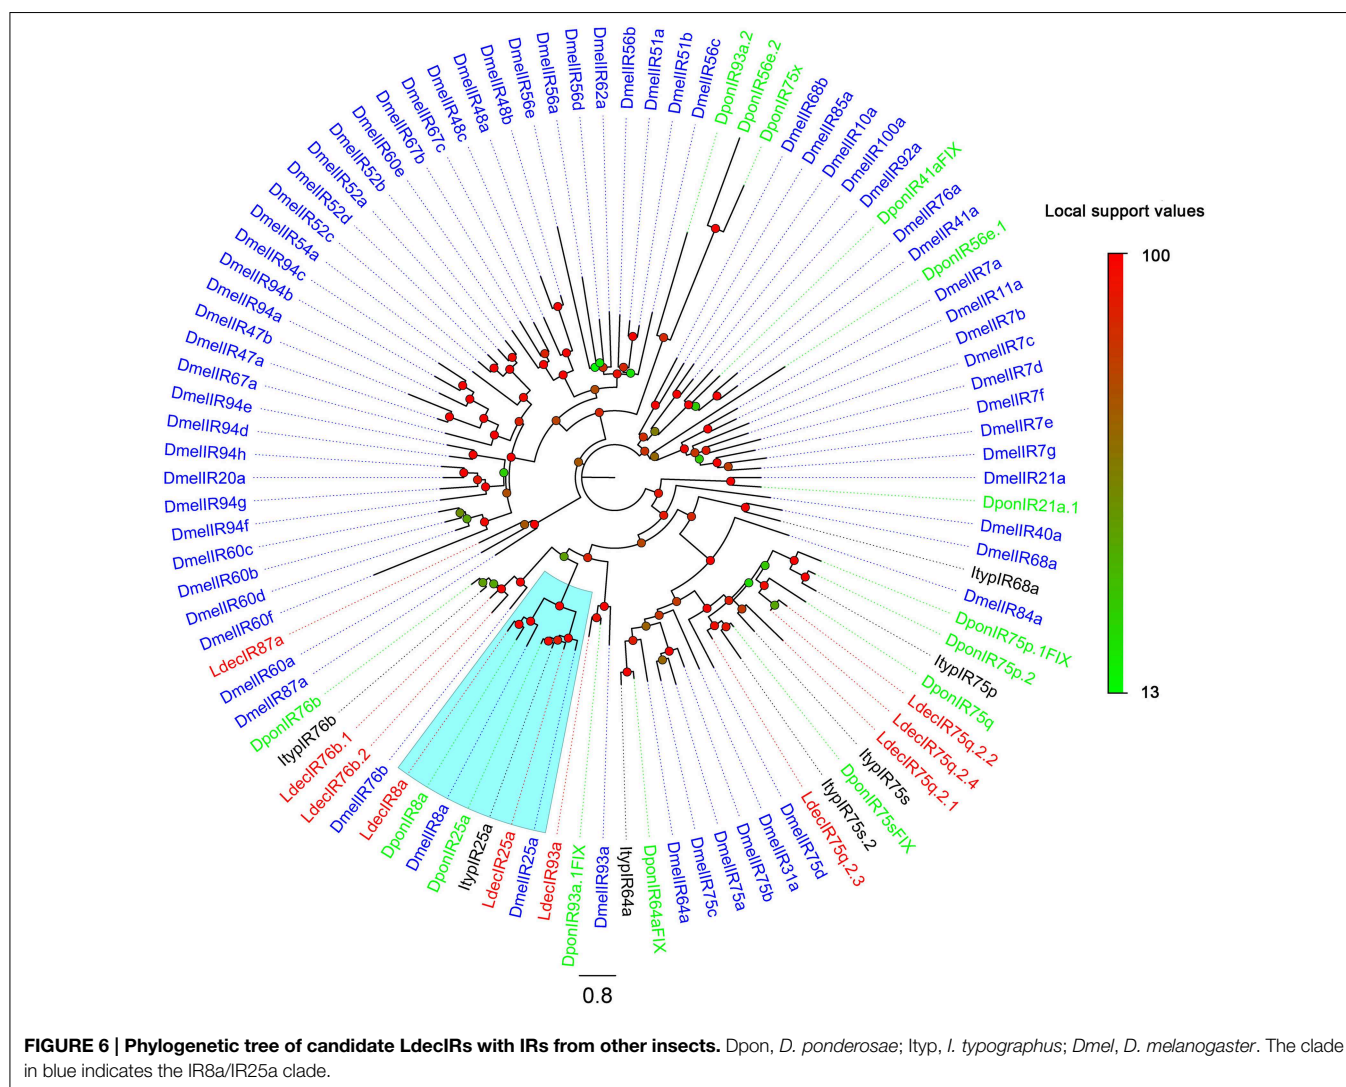 DmelIR67c
DmelIR48c
DmelIR48a
DmelIR48b
DmelIR56e
DmelIR56a
DmelIR56d
DmelIR62a
DmelIR56b
DmelIR51a
DmelIR51b
DmelIR56c
DponIR93a.2
DponIR56e.2
DponIR75x
DmelIR68b
DmelIR85a
DmelIR10a
DmelIR100a
DmelIR92a
DponIR41aFIX
DmelIR76a
DmelIR41a
DponIR56e.1
DmelIR7a
DmelIR11a
DmelIR7b
DmelIR7c
DmelIR7d
DmelIR7f
DmelIR7e
DmelIR7g
DmelIR21a
DponIR21a.1
DmelIR40a
DmelIR68a
ItypIR68a
DmelIR84a
DponIR75p.1FIX
DponIR75p.2
ItypIR75p
DponIR75q
LdecIR75q.2.2
LdecIR75q.2.4
LdecIR75q.2.1
ItypIR75s
DponIR75sFIX
ItypIR75s.2
LdecIR75q.2.3
DmelIR75d
DmelIR31a
DmelIR75b
DmelIR75a
DmelIR75c
DmelIR64a
DponIR64aFIX
ItypIR64a
DmelIR93a
DponIR93a.1FIX
LdecIR93a
DmelIR25a
LdecIR25a
ItypIR25a
DponIR25a
DmelIR8a
DponIR8a
LdecIR8a
DmelIR76b
LdecIR76b.2
LdecIR76b.1
ItypIR76b
DponIR76b
DmelIR87a
DmelIR60a
LdecIR87a
DmelIR60f
DmelIR60d
DmelIR60b
DmelIR60c
DmelIR94f
DmelIR94g
DmelIR20a
DmelIR94h
DmelIR94d
DmelIR94e
DmelIR67a
DmelIR47a
DmelIR47b
DmelIR94a
DmelIR94b
DmelIR94c
DmelIR54a
DmelIR52c
DmelIR52d
DmelIR52a
DmelIR52b
DmelIR60e
DmelIR67b
Local support values
100
13
0.8
FIGURE 6 | Phylogenetic tree of candidate LdecIRs with IRs from other insects. Dpon, D. ponderosae; Ityp, I. typographus; Dmel, D. melanogaster. The clade
in blue indicates the IR8a/IR25a clade.